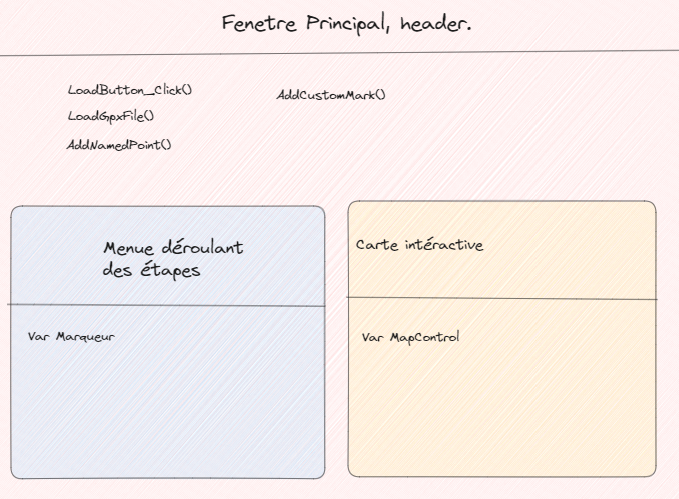 Fenetre Principal, header.
LoadButton_Click()
LoadGpxFile()
AddNamedPoint()
AddCustomMark()
Menue déroulant
des étapes
Var Marqueur
Carte intéractive
Var MapControl